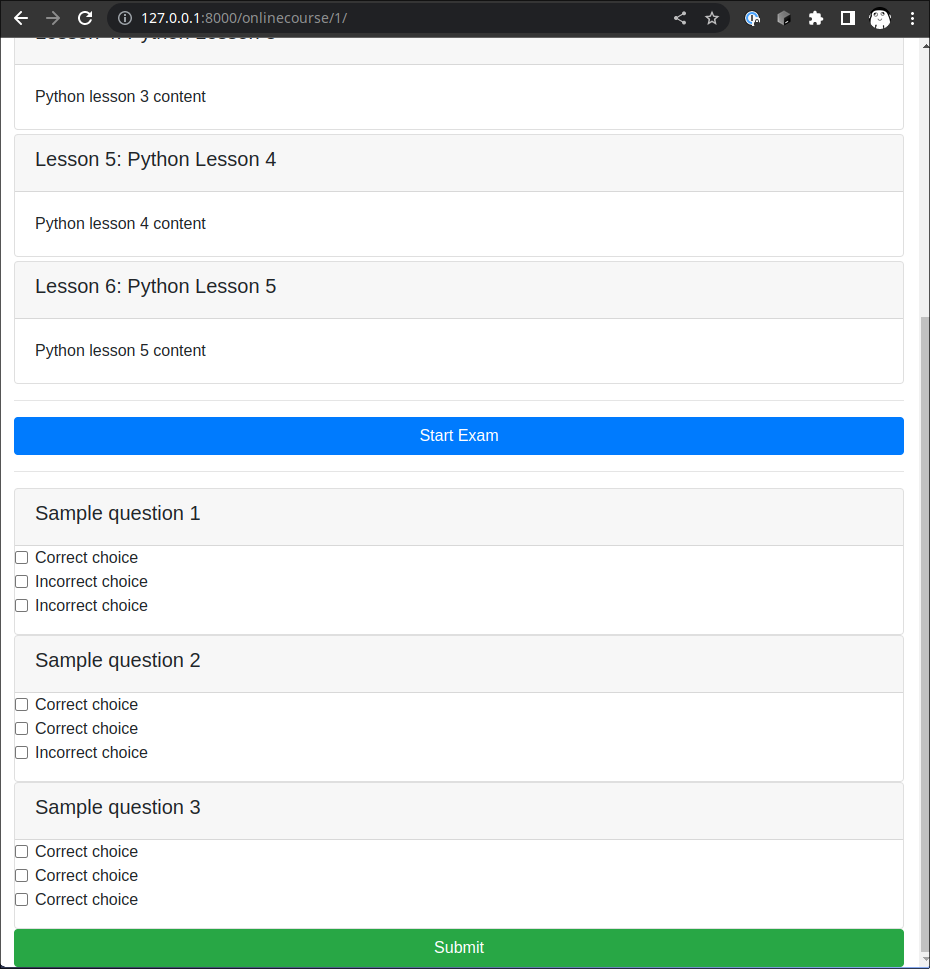 127.0.0.1:8000/onlinecourse/1/
Python lesson 3 content
Lesson 5: Python Lesson 4
Python lesson 4 content
Lesson 6: Python Lesson 5
Python lesson 5 content
Start Exam
Sample question 1
Correct choice
Incorrect choice
Incorrect choice
Sample question 2
Correct choice
Correct choice
Incorrect choice
Sample question 3
Correct choice
Correct choice
Correct choice
Submit